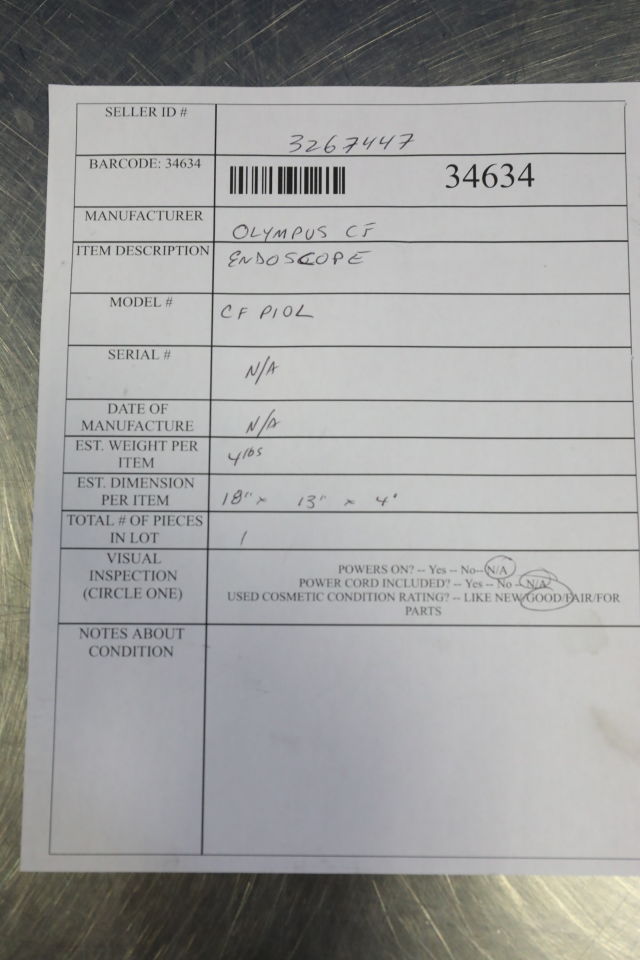 SELLER ID #
3267447
BARCODE: 34634
34634
MANUFACTURER
OLYMPUS CF
ITEM DESCRIPTION
ENDOSCOPE
MODEL #
CF P10L
SERIAL #
N/A
DATE OF
MANUFACTURE
N/A
EST. WEIGHT PER
ITEM
4 lbs
EST. DIMENSION
PER ITEM
18" x 13" x 4"
TOTAL # OF PIECES
IN LOT
1
VISUAL
INSPECTION
(CIRCLE ONE)
POWERS ON? -- Yes -- No-- N/A
POWER CORD INCLUDED? -- Yes -- No -- N/A
USED COSMETIC CONDITION RATING? -- LIKE NEW/GOOD/FAIR/FOR
PARTS
NOTES ABOUT
CONDITION